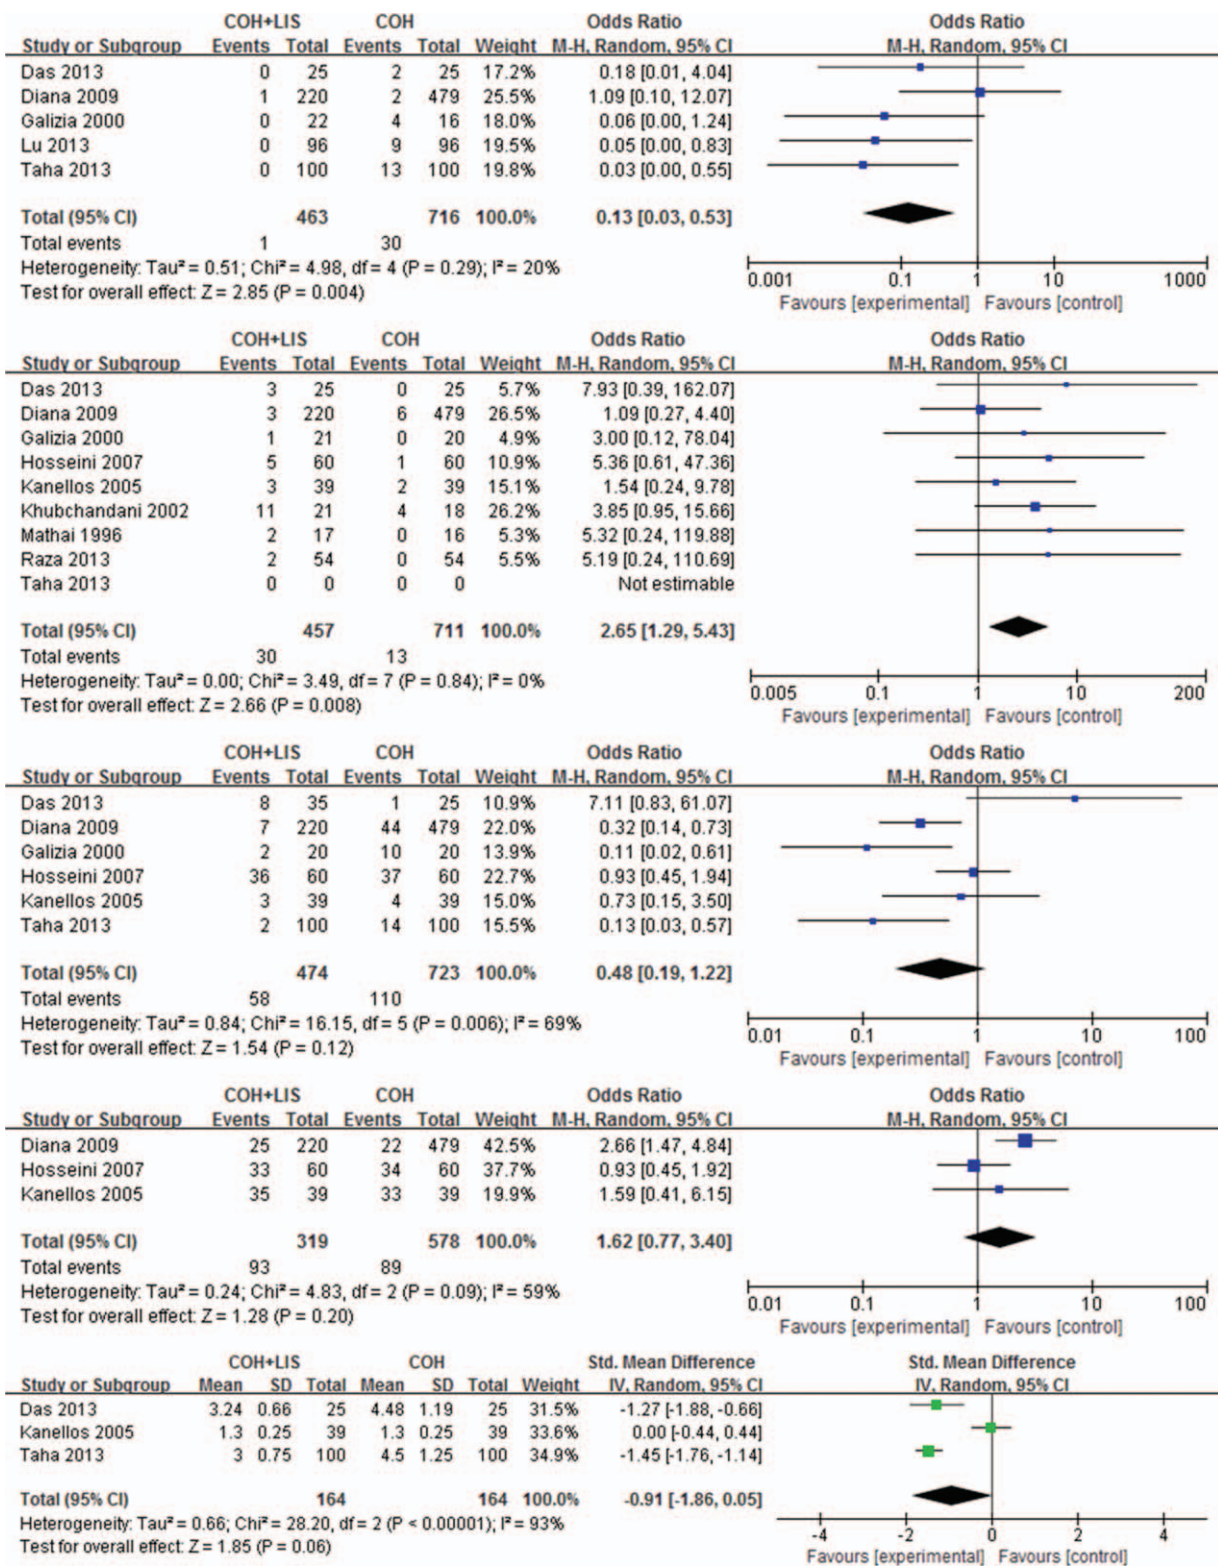 COH+LIS COH Odds Ratio Odds Ratio
Study or Subgroup Events Total Events Total Weight M-H, Random, 95% CI M-H, Random, 95% CI
Das 2013 0 25 2 25 17.2% 0.18 [0.01, 4.04]
Diana 2009 1 220 2 479 25.5% 1.09 [0.10, 12.07]
Galizia 2000 0 22 4 16 18.0% 0.06 [0.00, 1.24]
Lu 2013 0 96 9 96 19.5% 0.05 [0.00, 0.83]
Taha 2013 0 100 13 100 19.8% 0.03 [0.00, 0.55]
Total (95% CI) 463 716 100.0% 0.13 [0.03, 0.53]
Total events 1 30
Heterogeneity: Tau² = 0.51; Chi² = 4.98, df = 4 (P = 0.29); I² = 20%
Test for overall effect: Z = 2.85 (P = 0.004)
0.001 0.1 1 10 1000
Favours [experimental] Favours [control]
COH+LIS COH Odds Ratio Odds Ratio
Study or Subgroup Events Total Events Total Weight M-H, Random, 95% CI M-H, Random, 95% CI
Das 2013 3 25 0 25 5.7% 7.93 [0.39, 162.07]
Diana 2009 3 220 6 479 26.5% 1.09 [0.27, 4.40]
Galizia 2000 1 21 0 20 4.9% 3.00 [0.12, 78.04]
Hosseini 2007 5 60 1 60 10.9% 5.36 [0.61, 47.36]
Kanellos 2005 3 39 2 39 15.1% 1.54 [0.24, 9.78]
Khubchandani 2002 11 21 4 18 26.2% 3.85 [0.95, 15.66]
Mathai 1996 2 17 0 16 5.3% 5.32 [0.24, 119.88]
Raza 2013 2 54 0 54 5.5% 5.19 [0.24, 110.69]
Taha 2013 0 0 0 0 Not estimable
Total (95% CI) 457 711 100.0% 2.65 [1.29, 5.43]
Total events 30 13
Heterogeneity: Tau² = 0.00; Chi² = 3.49, df = 7 (P = 0.84); I² = 0%
Test for overall effect: Z = 2.66 (P = 0.008)
0.005 0.1 1 10 200
Favours [experimental] Favours [control]
COH+LIS COH Odds Ratio Odds Ratio
Study or Subgroup Events Total Events Total Weight M-H, Random, 95% CI M-H, Random, 95% CI
Das 2013 8 35 1 25 10.9% 7.11 [0.83, 61.07]
Diana 2009 7 220 44 479 22.0% 0.32 [0.14, 0.73]
Galizia 2000 2 20 10 20 13.9% 0.11 [0.02, 0.61]
Hosseini 2007 36 60 37 60 22.7% 0.93 [0.45, 1.94]
Kanellos 2005 3 39 4 39 15.0% 0.73 [0.15, 3.50]
Taha 2013 2 100 14 100 15.5% 0.13 [0.03, 0.57]
Total (95% CI) 474 723 100.0% 0.48 [0.19, 1.22]
Total events 58 110
Heterogeneity: Tau² = 0.84; Chi² = 16.15, df = 5 (P = 0.006); I² = 69%
Test for overall effect: Z = 1.54 (P = 0.12)
0.01 0.1 1 10 100
Favours [experimental] Favours [control]
COH+LIS COH Odds Ratio Odds Ratio
Study or Subgroup Events Total Events Total Weight M-H, Random, 95% CI M-H, Random, 95% CI
Diana 2009 25 220 22 479 42.5% 2.66 [1.47, 4.84]
Hosseini 2007 33 60 34 60 37.7% 0.93 [0.45, 1.92]
Kanellos 2005 35 39 33 39 19.9% 1.59 [0.41, 6.15]
Total (95% CI) 319 578 100.0% 1.62 [0.77, 3.40]
Total events 93 89
Heterogeneity: Tau² = 0.24; Chi² = 4.83, df = 2 (P = 0.09); I² = 59%
Test for overall effect: Z = 1.28 (P = 0.20)
0.01 0.1 1 10 100
Favours [experimental] Favours [control]
COH+LIS COH Std. Mean Difference Std. Mean Difference
Study or Subgroup Mean SD Total Mean SD Total Weight IV, Random, 95% CI IV, Random, 95% CI
Das 2013 3.24 0.66 25 4.48 1.19 25 31.5% -1.27 [-1.88, -0.66]
Kanellos 2005 1.3 0.25 39 1.3 0.25 39 33.6% 0.00 [-0.44, 0.44]
Taha 2013 3 0.75 100 4.5 1.25 100 34.9% -1.45 [-1.76, -1.14]
Total (95% CI) 164 164 100.0% -0.91 [-1.86, 0.05]
Heterogeneity: Tau² = 0.66; Chi² = 28.20, df = 2 (P < 0.00001); I² = 93%
Test for overall effect: Z = 1.85 (P = 0.06)
-4 -2 0 2 4
Favours [experimental] Favours [control]